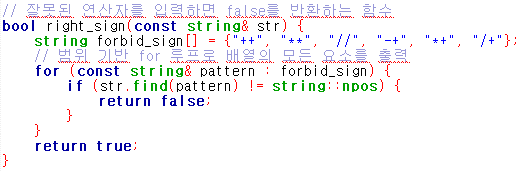 // 잘못된 연산자를 입력하면 false를 반환하는 함수
bool right_sign(const string& str) {
string forbid_sign[] = {"++", "**", "//", "-+", "*+", "/+"};
// 범위 기반 for 루프로 배열의 모든 요소를 출력
for (const string& pattern : forbid_sign) {
if (str.find(pattern) != string::npos) {
return false;
}
}
return true;
}